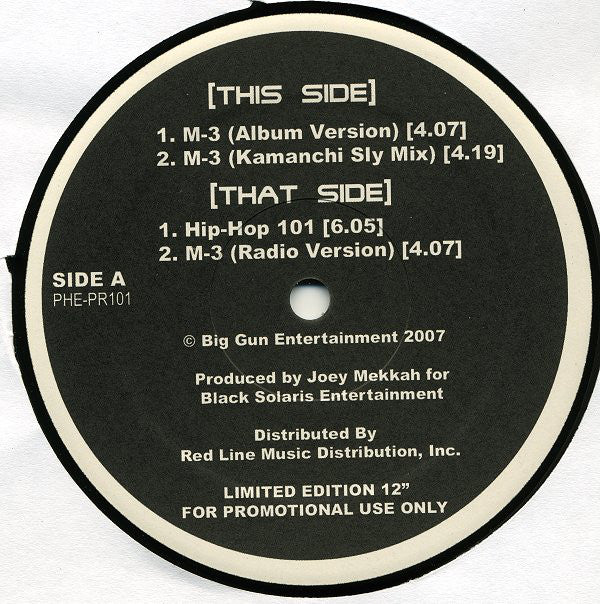 [THIS SIDE]
1. M-3 (Album Version) [4.07]
2. M-3 (Kamanchi Sly Mix) [4.19]
[THAT SIDE]
1. Hip-Hop 101 [6.05]
2. M-3 (Radio Version) [4.07]
SIDE A
PHE-PR101
© Big Gun Entertainment 2007
Produced by Joey Mekkah for
Black Solaris Entertainment
Distributed By
Red Line Music Distribution, Inc.
LIMITED EDITION 12”
FOR PROMOTIONAL USE ONLY